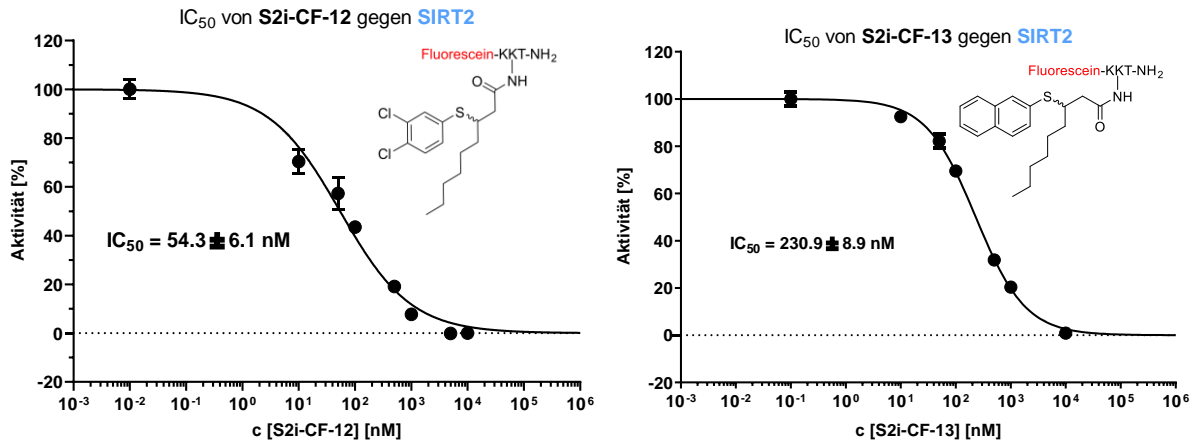 IC50 von S2i-CF-12 gegen SIRT2
Fluorescein-KKT-NH2
NH
O
S
Cl
Cl
IC50 = 54.3 ± 6.1 nM
Aktivität [%]
120
100
80
60
40
20
0
-20
10-3 10-2 10-1 100 101 102 103 104 105 106
c [S2i-CF-12] [nM]
IC50 von S2i-CF-13 gegen SIRT2
Fluorescein-KKT-NH2
NH
S
O
IC50 = 230.9 ± 8.9 nM
Aktivität [%]
120
100
80
60
40
20
0
-20
10-3 10-2 10-1 100 101 102 103 104 105 106
c [S2i-CF-13] [nM]